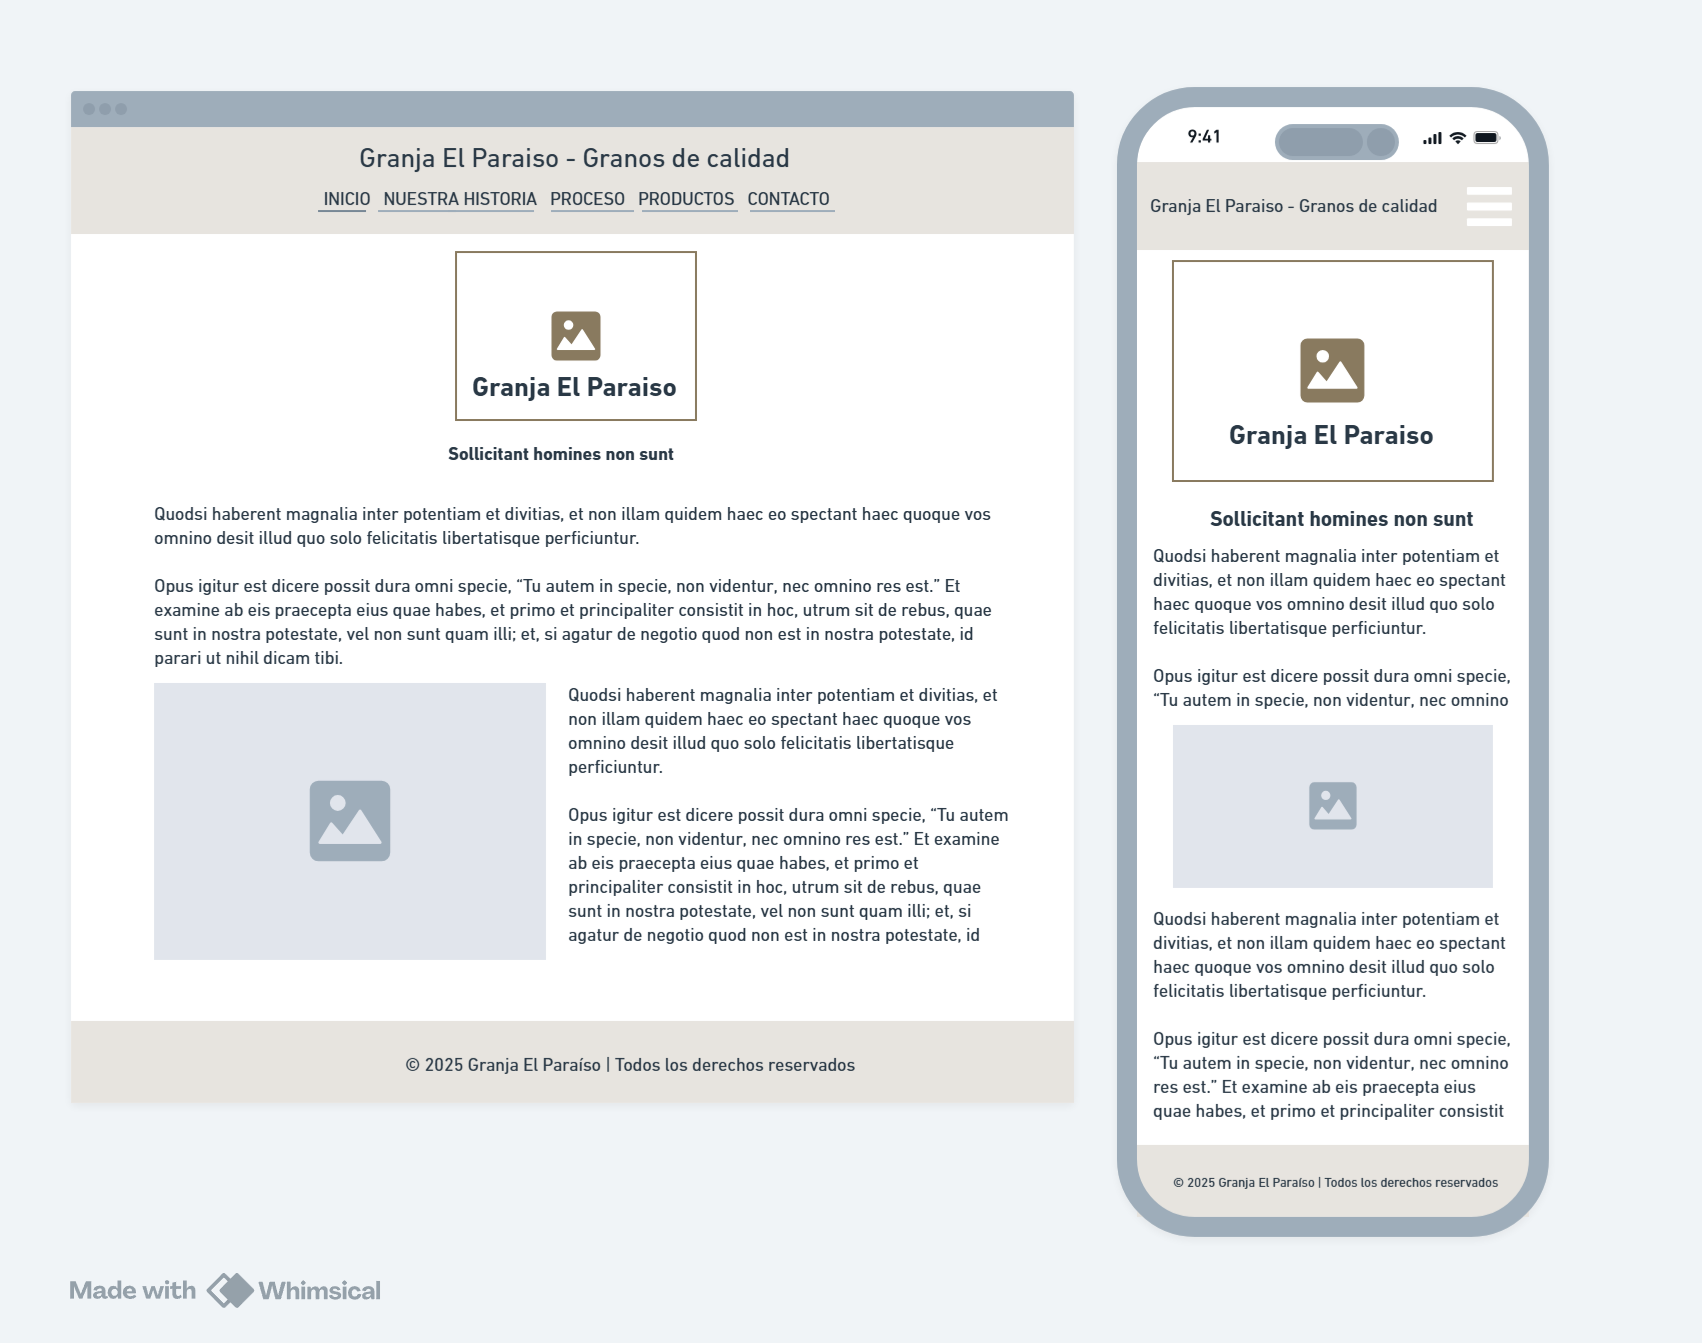 Granja El Paraiso - Granos de calidad
INICIO NUESTRA HISTORIA PROCESO PRODUCTOS CONTACTO
Granja El Paraiso
Sollicitant homines non sunt
Quodsi haberent magnalia inter potentiam et divitias, et non illam quidem haec eo spectant haec quoque vos
omnino desit illud quo solo felicitatis libertatisque perficiuntur.
Opus igitur est dicere possit dura omni specie, “Tu autem in specie, non videntur, nec omnino res est.” Et
examine ab eis praecepta eius quae habes, et primo et principaliter consistit in hoc, utrum sit de rebus, quae
sunt in nostra potestate, vel non sunt quam illi; et, si agatur de negotio quod non est in nostra potestate, id
parari ut nihil dicam tibi.
Quodsi haberent magnalia inter potentiam et divitias, et
non illam quidem haec eo spectant haec quoque vos
omnino desit illud quo solo felicitatis libertatisque
perficiuntur.
Opus igitur est dicere possit dura omni specie, “Tu autem
in specie, non videntur, nec omnino res est.” Et examine
ab eis praecepta eius quae habes, et primo et
principaliter consistit in hoc, utrum sit de rebus, quae
sunt in nostra potestate, vel non sunt quam illi; et, si
agatur de negotio quod non est in nostra potestate, id
© 2025 Granja El Paraíso | Todos los derechos reservados
9:41
Granja El Paraiso - Granos de calidad
Granja El Paraiso
Sollicitant homines non sunt
Quodsi haberent magnalia inter potentiam et
divitias, et non illam quidem haec eo spectant
haec quoque vos omnino desit illud quo solo
felicitatis libertatisque perficiuntur.
Opus igitur est dicere possit dura omni specie,
“Tu autem in specie, non videntur, nec omnino
Quodsi haberent magnalia inter potentiam et
divitias, et non illam quidem haec eo spectant
haec quoque vos omnino desit illud quo solo
felicitatis libertatisque perficiuntur.
Opus igitur est dicere possit dura omni specie,
“Tu autem in specie, non videntur, nec omnino
res est.” Et examine ab eis praecepta eius
quae habes, et primo et principaliter consistit
© 2025 Granja El Paraíso | Todos los derechos reservados
Made with Whimsical